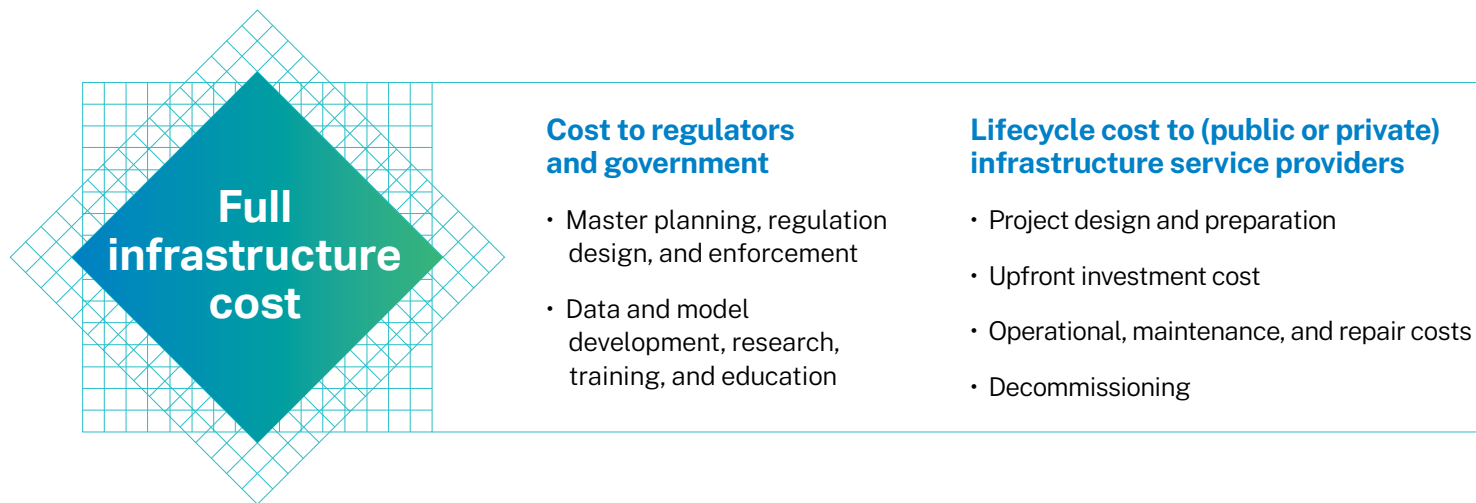 Full
infrastructure
cost
Cost to regulators
and government
• Master planning, regulation
design, and enforcement
• Data and model
development, research,
training, and education
Lifecycle cost to (public or private)
infrastructure service providers
• Project design and preparation
• Upfront investment cost
• Operational, maintenance, and repair costs
• Decommissioning